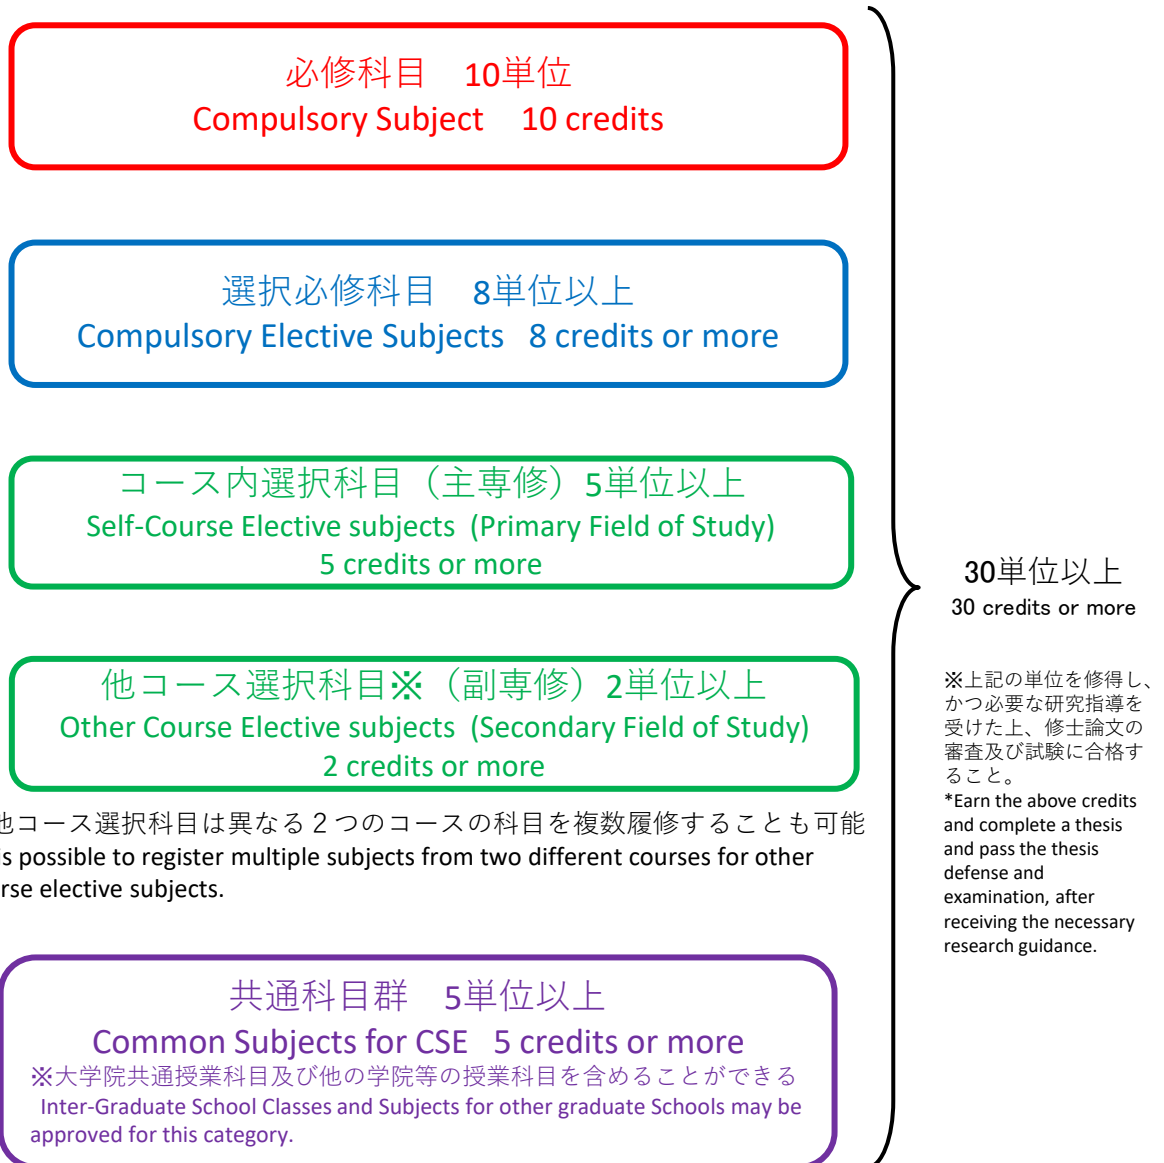 必修科目　10単位
Compulsory Subject　10 credits
選択必修科目　8単位以上
Compulsory Elective Subjects 8 credits or more
コース内選択科目（主専修）5単位以上
Self-Course Elective subjects (Primary Field of Study)
5 credits or more
他コース選択科目※（副専修）2単位以上
Other Course Elective subjects (Secondary Field of Study)
2 credits or more
コース選択科目は異なる２つのコースの科目を複数履修することも可能
is possible to register multiple subjects from two different courses for other
elective subjects.
共通科目群　5単位以上
Common Subjects for CSE 5 credits or more
※大学院共通授業科目及び他の学院等の授業科目を含めることができる
Inter-Graduate School Classes and Subjects for other graduate Schools may be
approved for this category.
30単位以上
30 credits or more
※上記の単位を修得し、
かつ必要な研究指導を
受けた上、修士論文の
審査及び試験に合格す
ること。
*Earn the above credits
and complete a thesis
and pass the thesis
defense and
examination, after
receiving the necessary
research guidance.